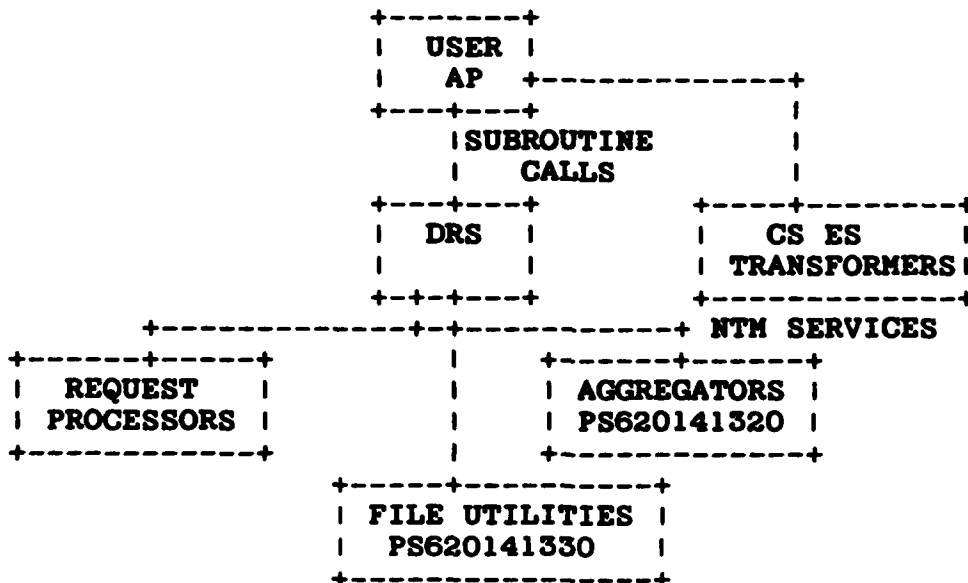 USER
AP
SUBROUTINE
CALLS
DRS
CS ES
TRANSFORMERS
NTM SERVICES
REQUEST
PROCESSORS
AGGREGATORS
PS620141320
FILE UTILITIES
PS620141330